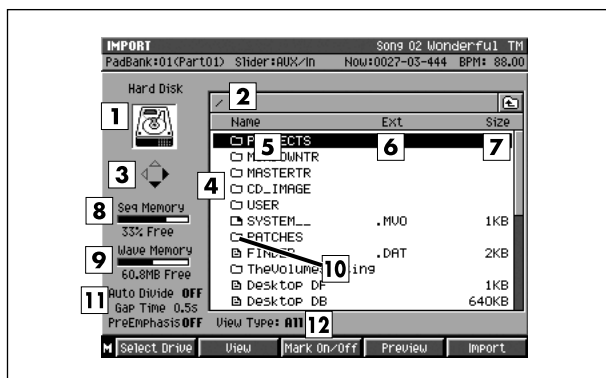 IMPORT Song 02 Wonderful TM
PadBank:01(Part01) Slider:AUX/In Now:0027-03-444 BPM: 88.00
Hard Disk
1
2
/
Name Ext Size
5 6 7
3
4
MASTERTR
CD_IMAGE
USER
8
Seq Memory
33% Free
SYSTEM__ .MVO 1KB
PATCHES
9
Wave Memory
60.8MB Free
.DAT 2KB
10
Desktop 1KB
Desktop DB 640KB
11
Auto Divide OFF
Gap Time 0.5s
PreEmphasis OFF View Type: All
12
M Select Drive View Mark On/Off Preview Import